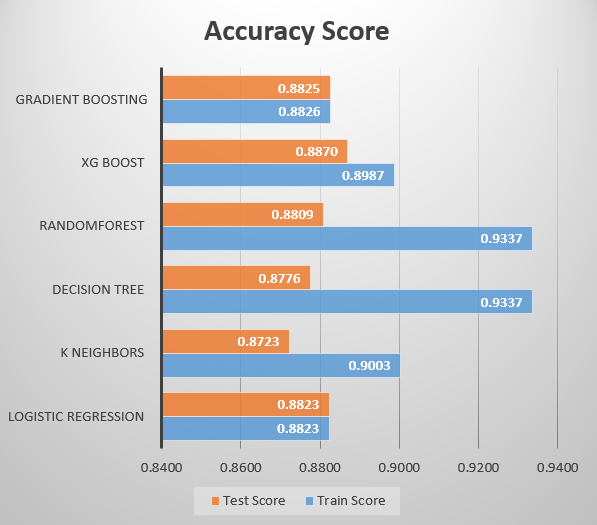 Accuracy Score
GRADIENT BOOSTING
0.8825
0.8826
XG BOOST
0.8870
0.8987
RANDOMFOREST
0.8809
0.9337
DECISION TREE
0.8776
0.9337
K NEIGHBORS
0.8723
0.9003
LOGISTIC REGRESSION
0.8823
0.8823
0.8400 0.8600 0.8800 0.9000 0.9200 0.9400
Test Score Train Score